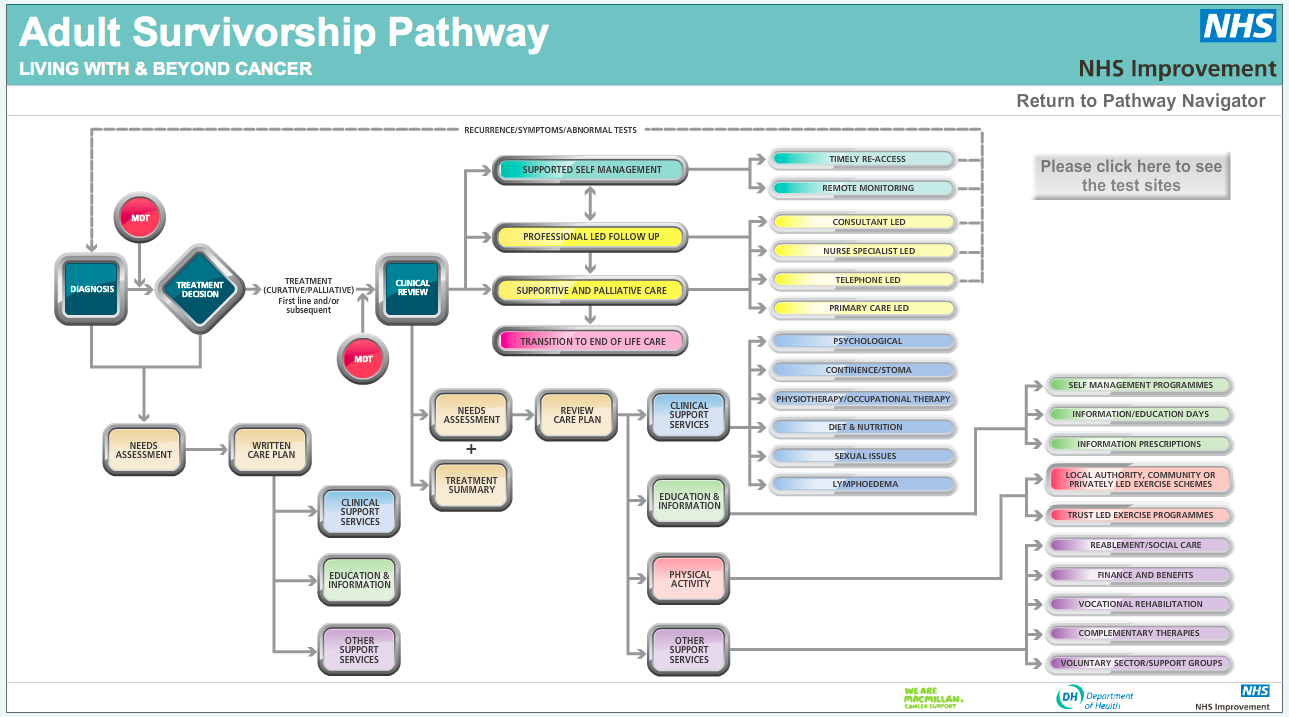 Adult Survivorship Pathway
LIVING WITH & BEYOND CANCER
NHS
NHS Improvement
Return to Pathway Navigator
RECURRENCE/SYMPTOMS/ABNORMAL TESTS
Please click here to see
the test sites
MDT
DIAGNOSIS
TREATMENT
DECISION
TREATMENT
(CURATIVE/PALLIATIVE)
First line and/or
subsequent
MDT
CLINICAL
REVIEW
SUPPORTED SELF MANAGEMENT
PROFESSIONAL LED FOLLOW UP
SUPPORTIVE AND PALLIATIVE CARE
TRANSITION TO END OF LIFE CARE
TIMELY RE-ACCESS
REMOTE MONITORING
CONSULTANT LED
NURSE SPECIALIST LED
TELEPHONE LED
PRIMARY CARE LED
PSYCHOLOGICAL
CONTINENCE/STOMA
PHYSIOTHERAPY/OCCUPATIONAL THERAPY
DIET & NUTRITION
SEXUAL ISSUES
LYMPHOEDEMA
NEEDS
ASSESSMENT
WRITTEN
CARE PLAN
CLINICAL
SUPPORT
SERVICES
EDUCATION &
INFORMATION
OTHER
SUPPORT
SERVICES
NEEDS
ASSESSMENT
+
TREATMENT
SUMMARY
REVIEW
CARE PLAN
CLINICAL
SUPPORT
SERVICES
EDUCATION &
INFORMATION
PHYSICAL
ACTIVITY
OTHER
SUPPORT
SERVICES
SELF MANAGEMENT PROGRAMMES
INFORMATION/EDUCATION DAYS
INFORMATION PRESCRIPTIONS
LOCAL AUTHORITY, COMMUNITY OR
PRIVATELY LED EXERCISE SCHEMES
TRUST LED EXERCISE PROGRAMMES
REABLEMENT/SOCIAL CARE
FINANCE AND BENEFITS
VOCATIONAL REHABILITATION
COMPLEMENTARY THERAPIES
VOLUNTARY SECTOR/SUPPORT GROUPS
WE ARE
MACMILLAN.
CANCER SUPPORT
DH Department
of Health
NHS
NHS Improvement